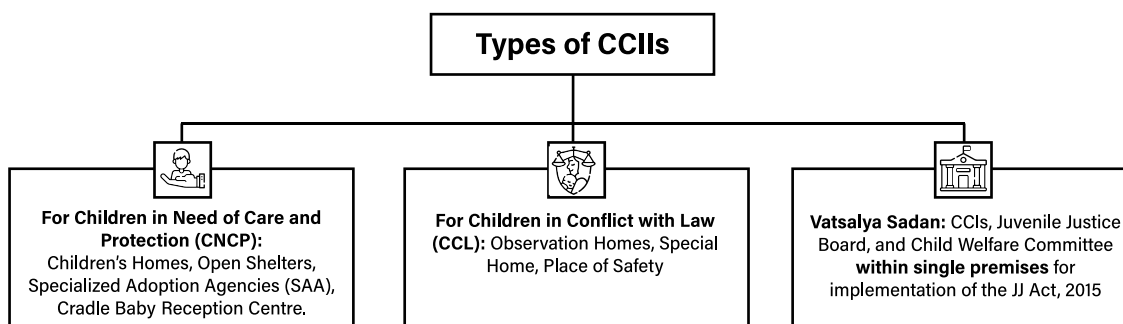 Types of CCIIs
For Children in Need of Care and
Protection (CNCP):
Children's Homes, Open Shelters,
Specialized Adoption Agencies (SAA),
Cradle Baby Reception Centre.
For Children in Conflict with Law
(CCL): Observation Homes, Special
Home, Place of Safety
Vatsalya Sadan: CCIs, Juvenile Justice
Board, and Child Welfare Committee
within single premises for
implementation of the JJ Act, 2015